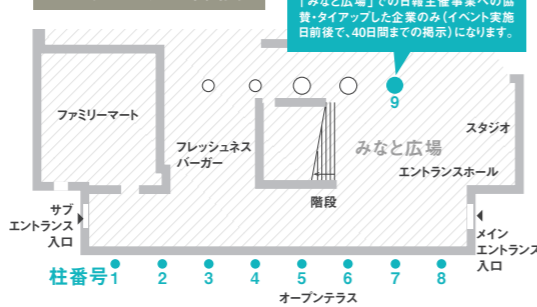 「みなと広場」での日報主催事業への協
賛・タイアップした企業のみ(イベント実施
日前後で、40日間までの掲示)になります。
9
ファミリーマート
フレッシュネス
バーガー
みなと広場
スタジオ
エントランスホール
階段
サブ
エントランス
入口
メイン
エントランス
入口
柱番号1 2 3 4 5 6 7 8
オープンテラス